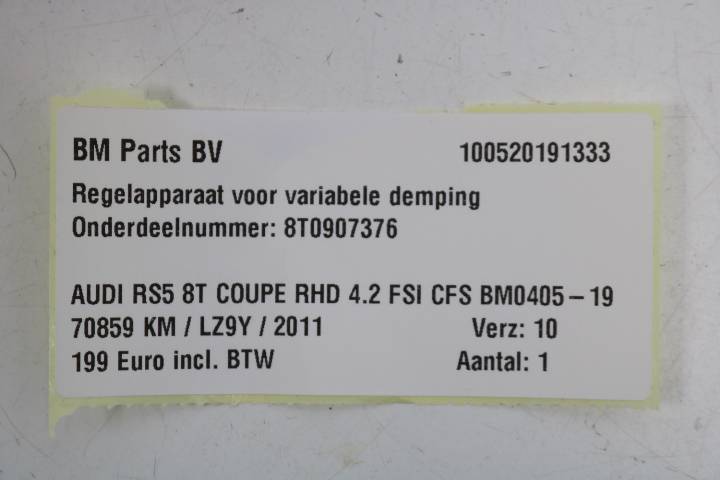 BM Parts BV 100520191333
Regelapparaat voor variabele demping
Onderdeelnummer: 8T0907376
AUDI RS5 8T COUPE RHD 4.2 FSI CFS BM0405-19
70859 KM / LZ9Y / 2011 Verz: 10
199 Euro incl. BTW Aantal: 1